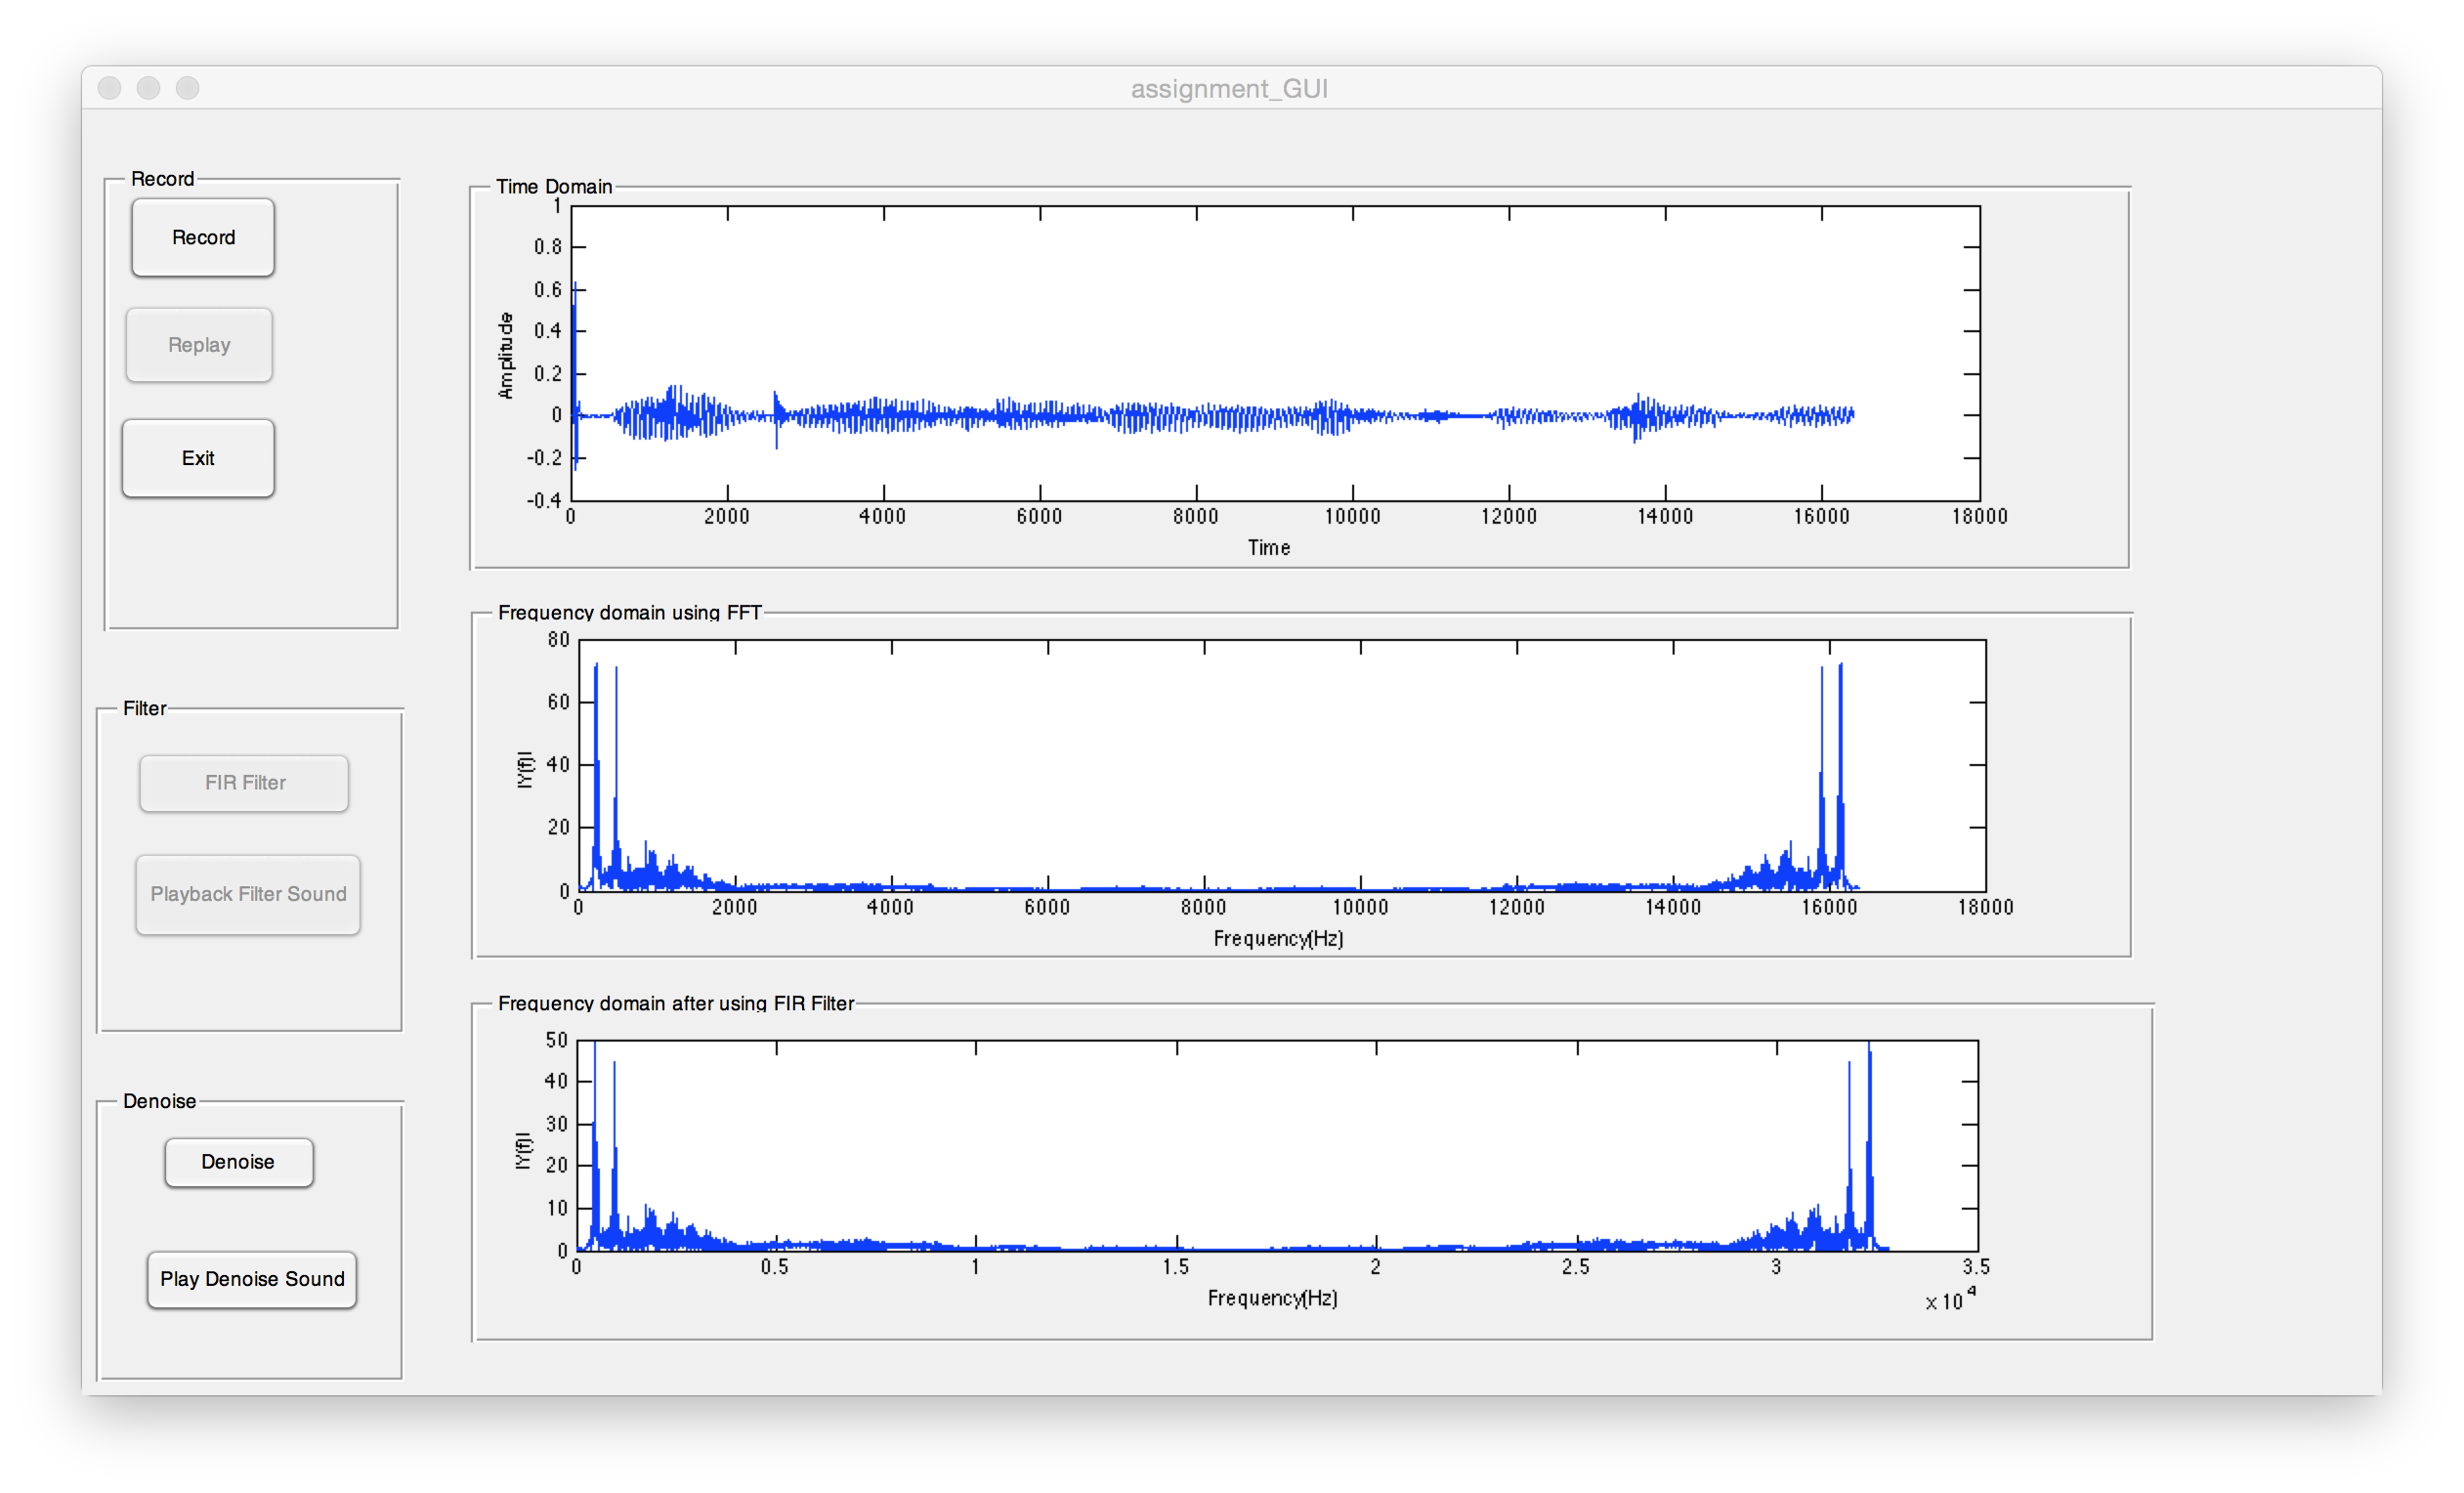 assignment_GUI
Record
Record
Replay
Exit
Filter
FIR Filter
Playback Filter Sound
Denoise
Denoise
Play Denoise Sound
Time Domain
1
0.8
0.6
0.4
0.2
0
-0.2
-0.4
Amplitude
0 2000 4000 6000 8000 10000 12000 14000 16000 18000
Time
Frequency domain using FFT
80
60
40
20
0
|Y(f)|
0 2000 4000 6000 8000 10000 12000 14000 16000 18000
Frequency(Hz)
Frequency domain after using FIR Filter
50
40
30
20
10
0
|Y(f)|
0 0.5 1 1.5 2 2.5 3 3.5
x 10^4
Frequency(Hz)